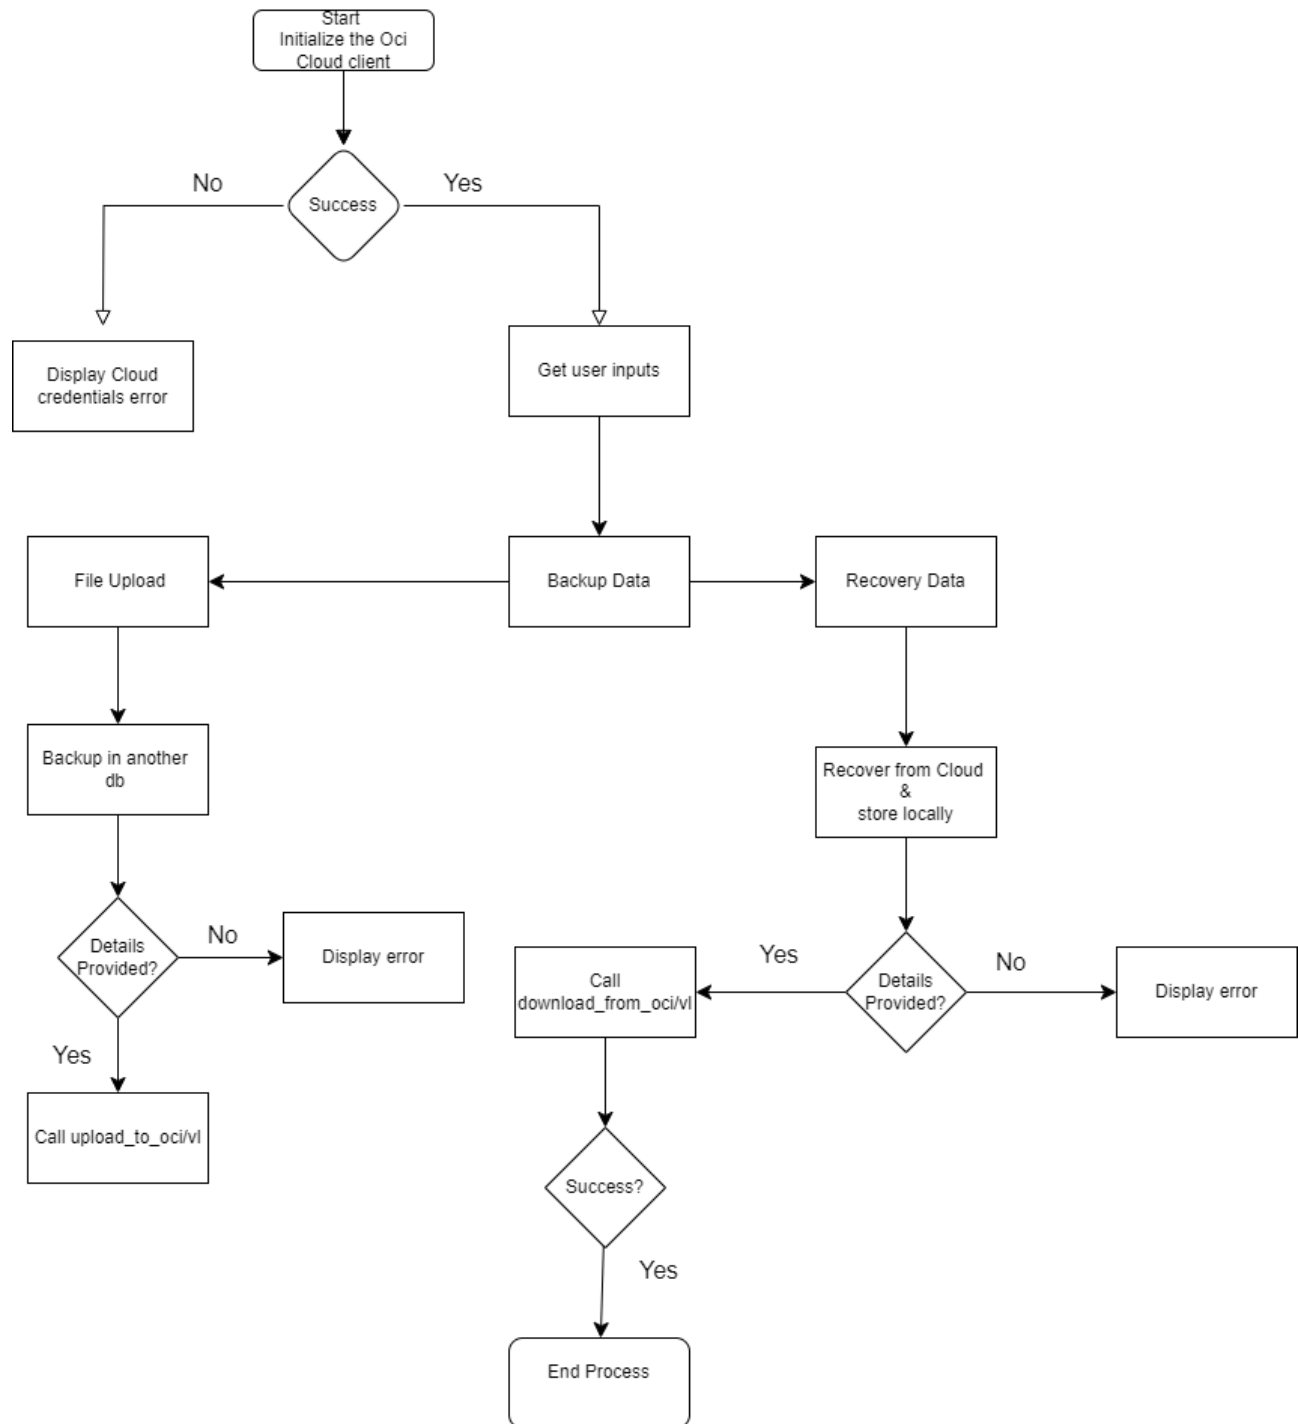 Start
Initialize the Oci
Cloud client
No
Yes
Success
Display Cloud
credentials error
Get user inputs
File Upload
Backup Data
Recovery Data
Backup in another
db
Recover from Cloud
&
store locally
Details
Provided?
No
Display error
Yes
Call upload_to_oci/vl
Call
download_from_oci/vl
Yes
Details
Provided?
No
Display error
Success?
Yes
End Process